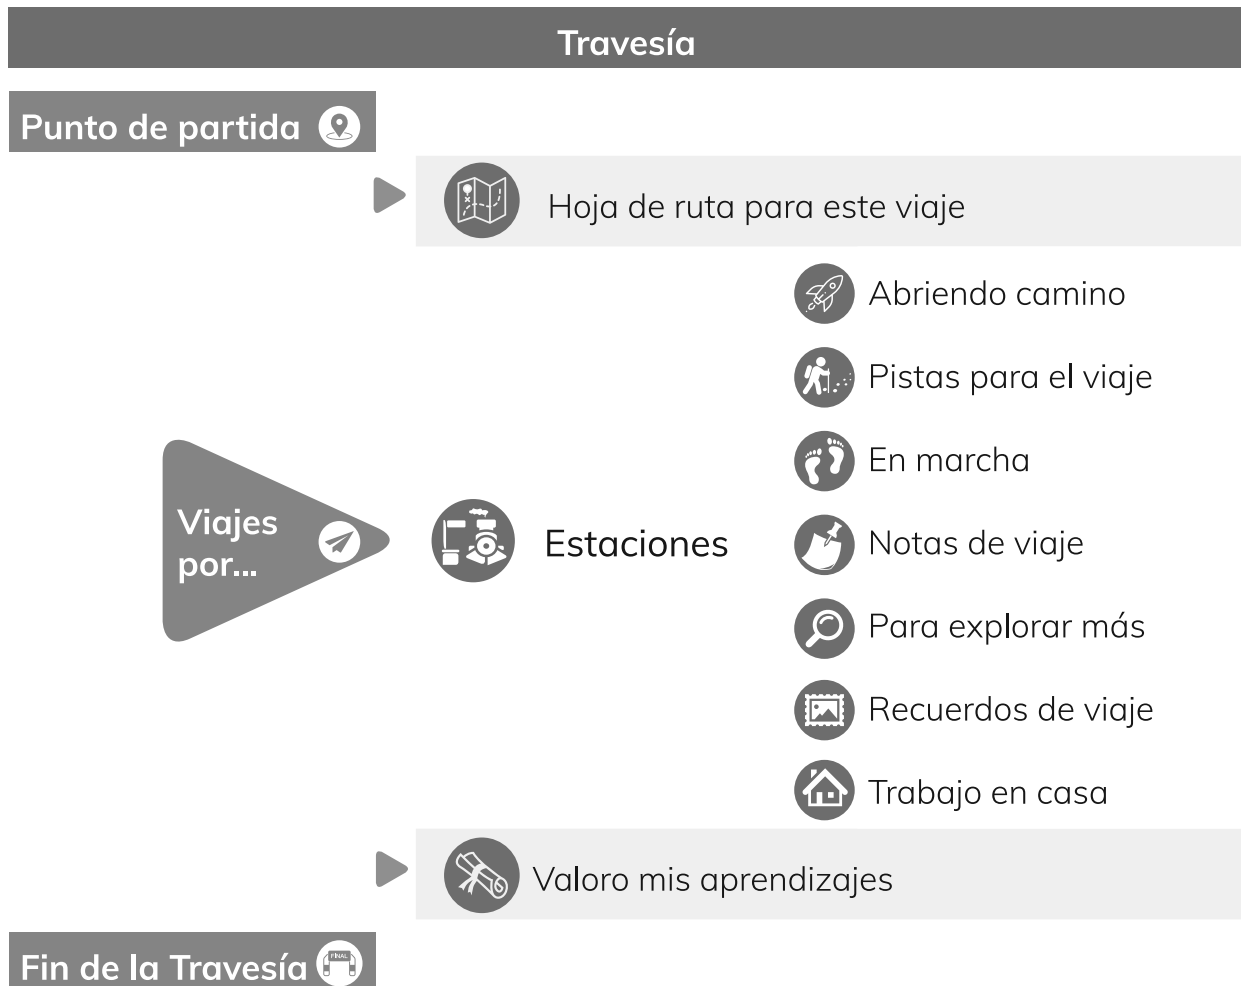 Travesía
Punto de partida
Hoja de ruta para este viaje
Abriendo camino
Pistas para el viaje
En marcha
Viajes
por...
Estaciones
Notas de viaje
Para explorar más
Recuerdos de viaje
Trabajo en casa
Valoro mis aprendizajes
Fin de la Travesía
FINAL